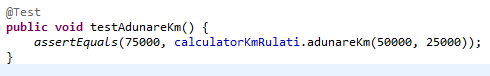 @Test
public void testAdunareKm() {
    assertEquals(75000, calculatorKmRulati.adunareKm(50000, 25000));
}